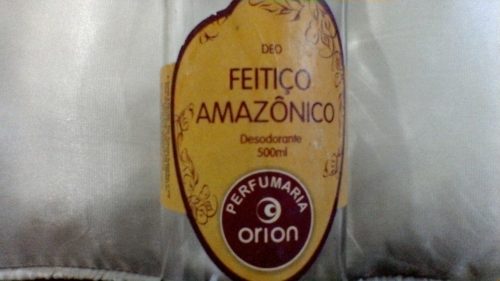 DEO
FEITIÇO
AMAZÔNICO
Desodorante
500ml
PERFUMARIA
orion